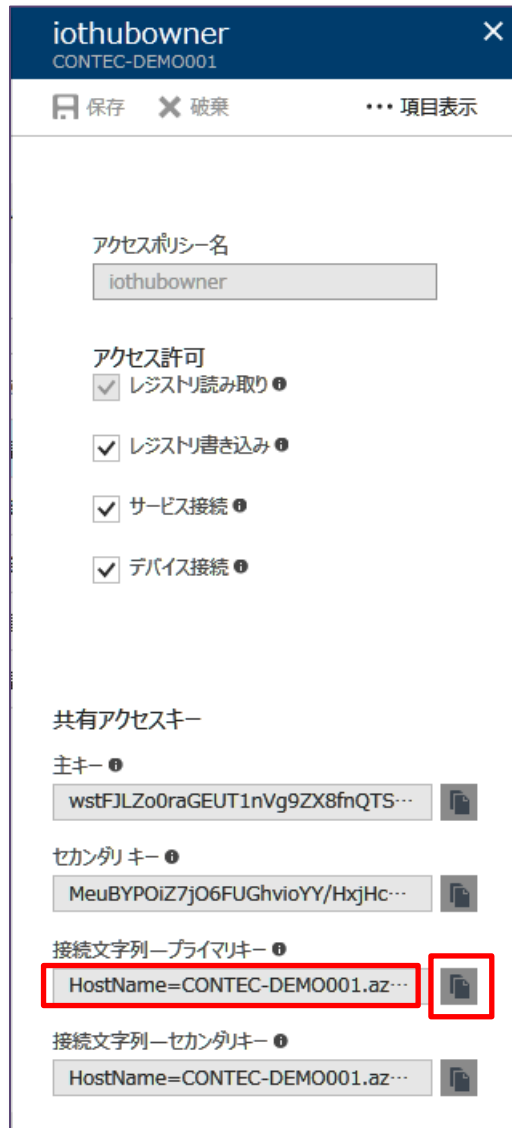 iothubowner
CONTEC-DEMO001
保存 破棄 ••• 項目表示
アクセスポリシー名
iothubowner
アクセス許可
レジストリ読み取り
レジストリ書き込み
サービス接続
デバイス接続
共有アクセスキー
主キー
wstFJLZo0raGEUT1nVg9ZX8fnQTS…
セカンダリ キー
MeuBYPOiZ7jO6FUGhvioYY/HxjHc…
接続文字列—プライマリキー
HostName=CONTEC-DEMO001.az…
接続文字列—セカンダリキー
HostName=CONTEC-DEMO001.az…